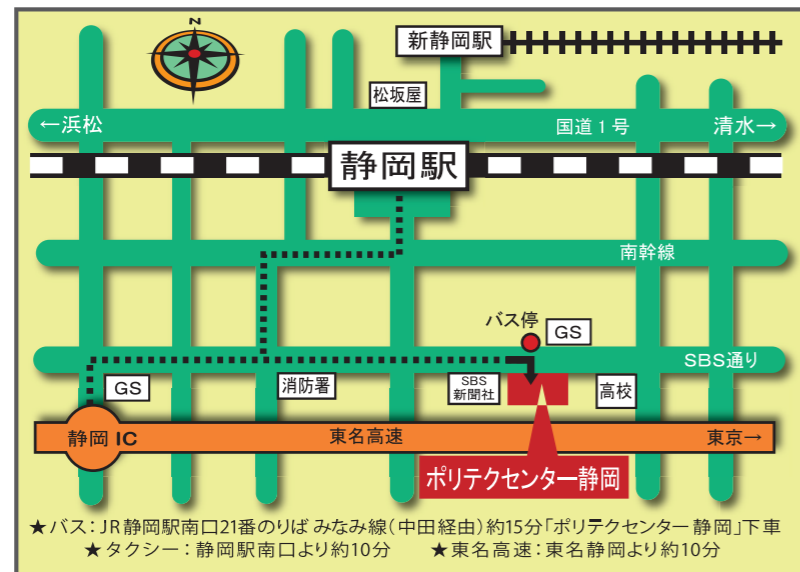 N
新静岡駅
松坂屋
←浜松
国道1号
清水→
静岡駅
南幹線
バス停
GS
SBS通り
GS
消防署
SBS
新聞社
高校
静岡 IC
東名高速
東京→
ポリテクセンター静岡
★バス：JR静岡駅南口21番のりば みなみ線（中田経由）約15分「ポリテクセンター静岡」下車
★タクシー：静岡駅南口より約10分 ★東名高速：東名静岡より約10分